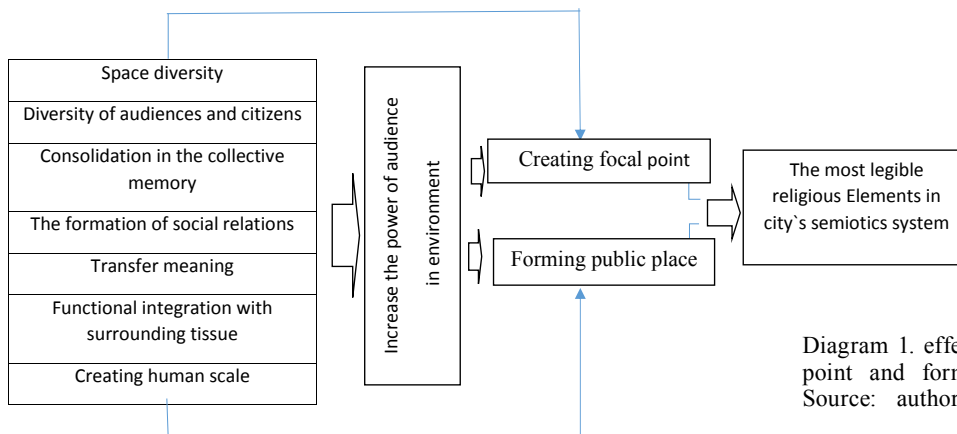 Space diversity
Diversity of audiences and citizens
Consolidation in the collective
memory
The formation of social relations
Transfer meaning
Functional integration with
surrounding tissue
Creating human scale
Increase the power of audience
in environment
Creating focal point
Forming public place
The most legible
religious Elements in
city`s semiotics system
Diagram 1. effe
point and form
Source: author